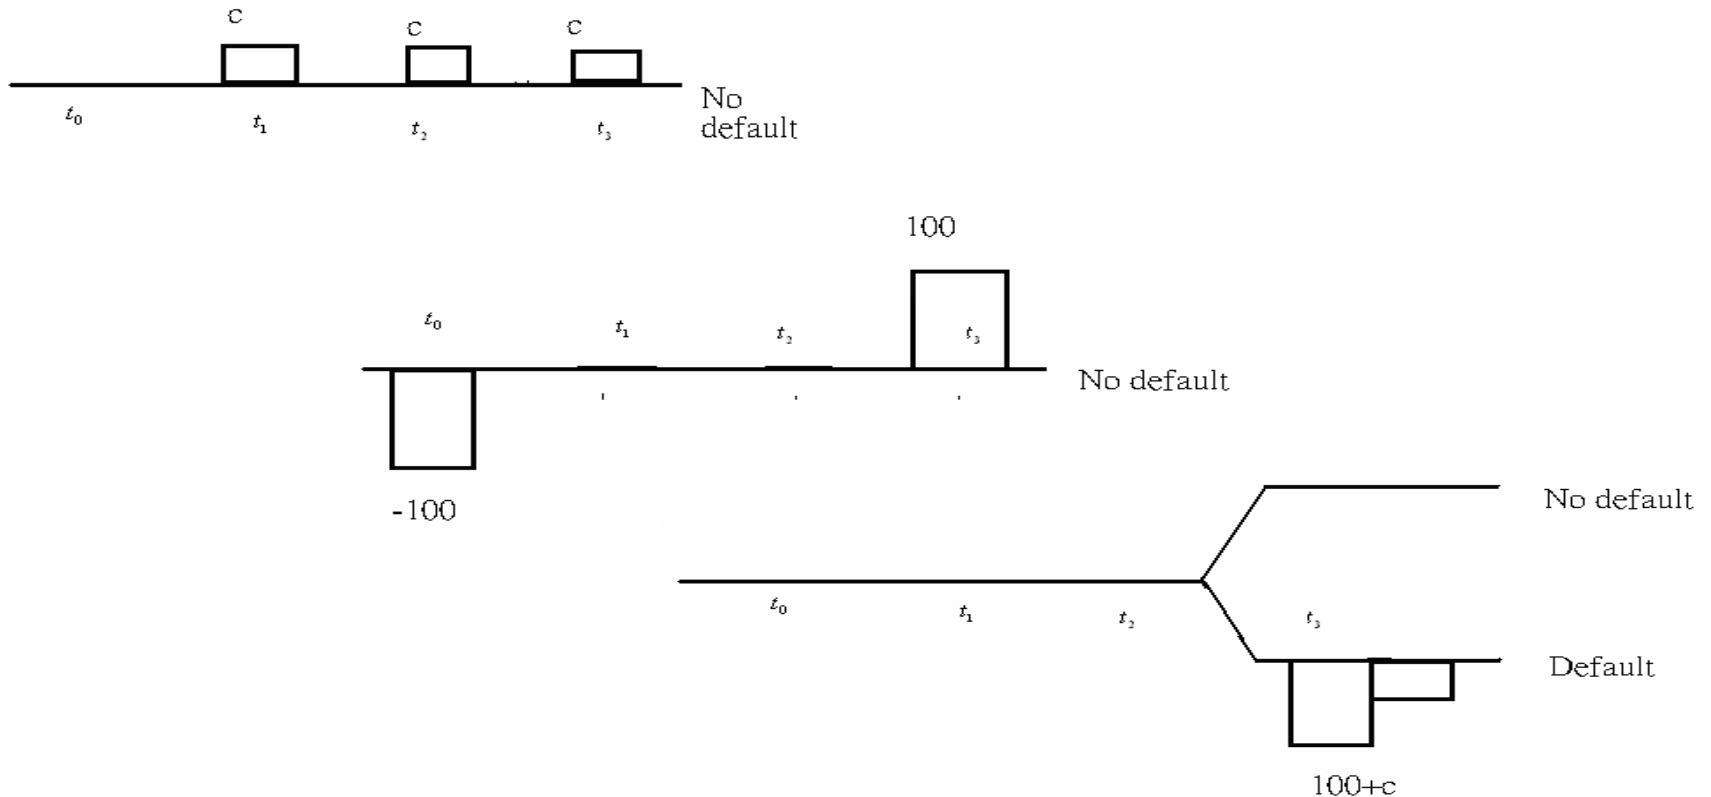 c c c
No
default
t₀ t₁ t₂ t₃
100
t₀ t₁ t₂ t₃
No default
-100
No default
t₀ t₁ t₂ t₃
Default
100+c